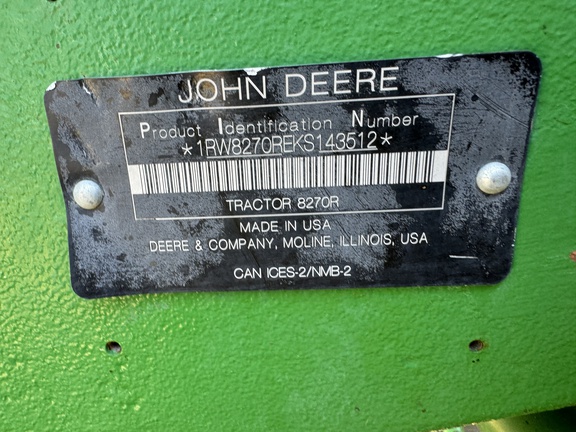 JOHN DEERE
Product Identification Number
*1RW8270REKS143512*
TRACTOR 8270R
MADE IN USA
DEERE & COMPANY, MOLINE, ILLINOIS, USA
CAN ICES-2/NMB-2